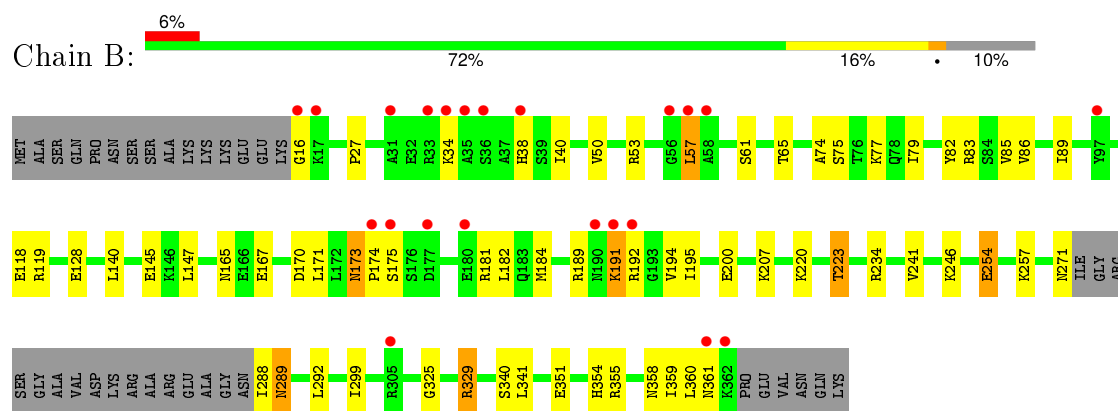 6%
Chain B:
72% 16% • 10%
MET ALA SER GLN PRO ASN SER SER ALA LYS LYS LYS GLU GLU LYS G16 K17 P27 A31 E32 R33 K34 A35 S36 A37 H38 S39 I40 V50 R53 G56 L57 A58 S61 T65 A74 S75 T76 K77 Q78 I79 Y82 R83 S84 V85 V86 I89 Y97
E118 R119 E128 L140 E145 K146 L147 N165 E166 E167 D170 L171 L172 N173 P174 S175 S176 D177 E180 R181 L182 Q183 M184 R189 N190 K191 R192 G193 V194 I195 E200 K207 K220 T223 R234 V241 K246 E254 K257 N271 ILE GLY ARG
SER GLY ALA VAL ASP LYS ARG ALA ARG GLU ALA GLY ASN I288 N289 L292 I299 R305 G325 R329 S340 L341 E351 H354 R355 N358 I359 L360 N361 K362 PRO GLU VAL ASN GLN LYS